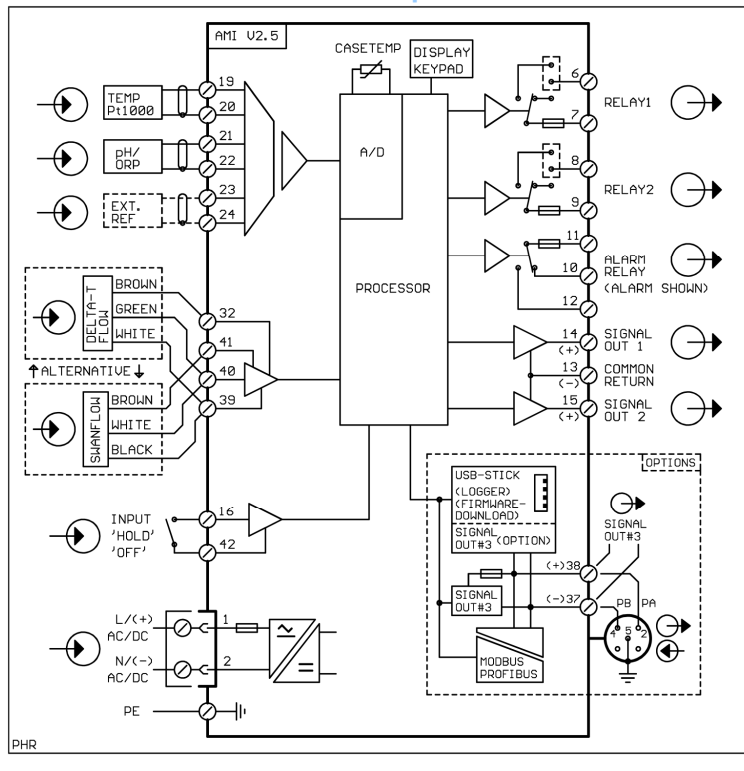 AMI V2.5
CASETEMP
DISPLAY
KEYPAD
TEMP
Pt1000
19
20
pH/
ORP
21
22
EXT.
REF
23
24
A/D
PROCESSOR
6
7
RELAY1
8
9
RELAY2
11
10
12
ALARM
RELAY
(ALARM SHOWN)
14
(+)
SIGNAL
OUT 1
13
(-)
COMMON
RETURN
15
(+)
SIGNAL
OUT 2
DELTA-T
FLOW
BROWN
GREEN
WHITE
32
41
40
39
ALTERNATIVE
SWANFLOW
BROWN
WHITE
BLACK
INPUT
'HOLD'
'OFF'
16
42
OPTIONS
USB-STICK
(LOGGER)
(FIRMWARE-
DOWNLOAD)
SIGNAL
OUT#3 (OPTION)
SIGNAL
OUT#3
SIGNAL
OUT#3
(+)38
(-)37
PB PA
4 5 2
MODBUS
PROFIBUS
L/(+)
AC/DC
1
N/(-)
AC/DC
2
PE
PHR